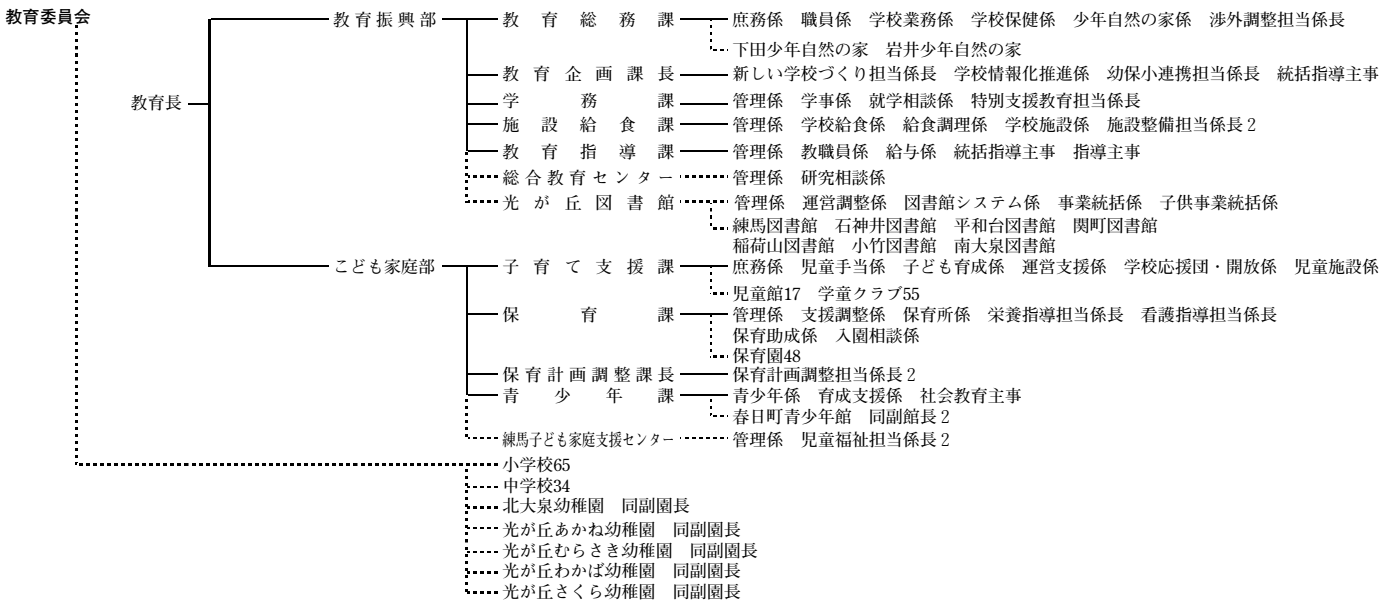 教育委員会
教育長
教育振興部
教育総務課 庶務係 職員係 学校業務係 学校保健係 少年自然の家係 渉外調整担当係長
下田少年自然の家 岩井少年自然の家
教育企画課長 新しい学校づくり担当係長 学校情報化推進係 幼保小連携担当係長 統括指導主事
学務課 管理係 学事係 就学相談係 特別支援教育担当係長
施設給食課 管理係 学校給食係 給食調理係 学校施設係 施設整備担当係長2
教育指導課 管理係 教職員係 給与係 統括指導主事 指導主事
総合教育センター 管理係 研究相談係
光が丘図書館 管理係 運営調整係 図書館システム係 事業統括係 子供事業統括係
練馬図書館 石神井図書館 平和台図書館 関町図書館
稲荷山図書館 小竹図書館 南大泉図書館
こども家庭部
子育て支援課 庶務係 児童手当係 子ども育成係 運営支援係 学校応援団・開放係 児童施設係
児童館17 学童クラブ55
保育課 管理係 支援調整係 保育所係 栄養指導担当係長 看護指導担当係長
保育助成係 入園相談係
保育園48
保育計画調整課長 保育計画調整担当係長2
青少年課 青少年係 育成支援係 社会教育主事
春日町青少年館 同副館長2
練馬子ども家庭支援センター 管理係 児童福祉担当係長2
小学校65
中学校34
北大泉幼稚園 同副園長
光が丘あかね幼稚園 同副園長
光が丘むらさき幼稚園 同副園長
光が丘わかば幼稚園 同副園長
光が丘さくら幼稚園 同副園長